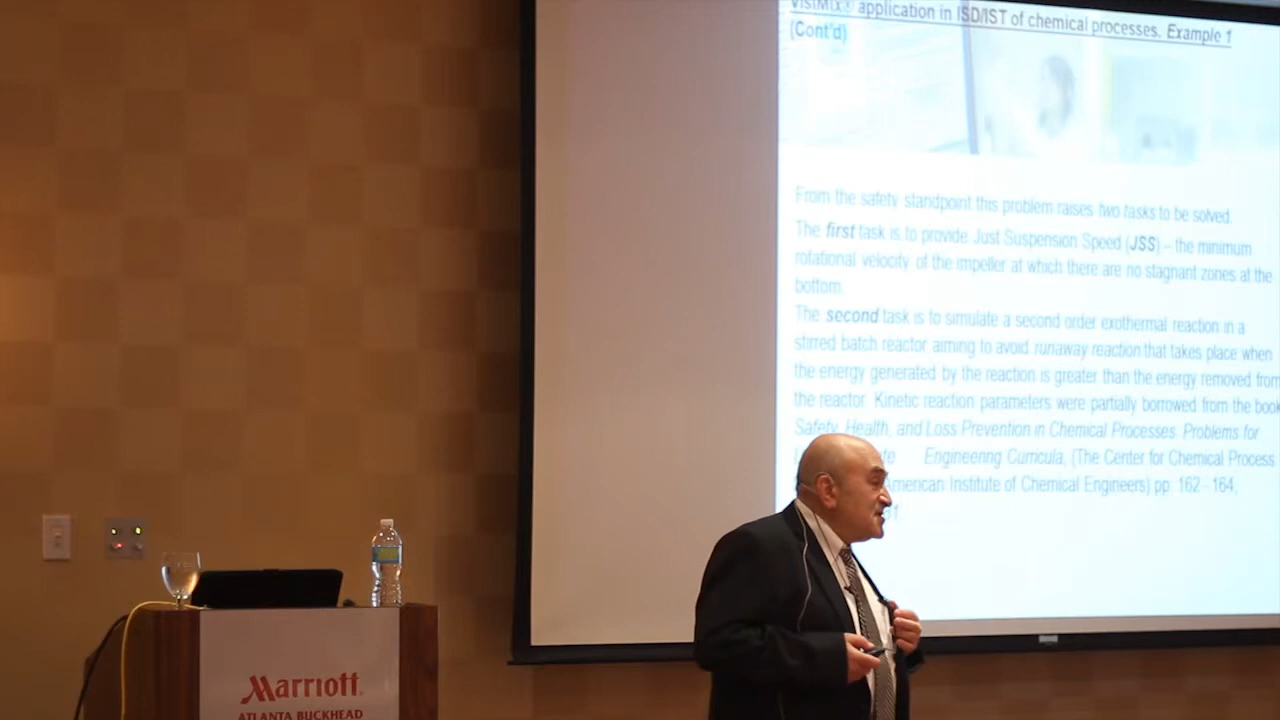 VisiMix® application in ISD/IST of chemical processes. Example 1
(Cont'd)
From the safety standpoint this problem raises two tasks to be solved.
The first task is to provide Just Suspension Speed (JSS) – the minimum
rotational velocity of the impeller at which there are no stagnant zones at the
bottom.
The second task is to simulate a second order exothermal reaction in a
stirred batch reactor aiming to avoid runaway reaction that takes place when
the energy generated by the reaction is greater than the energy removed from
the reactor. Kinetic reaction parameters were partially borrowed from the book
Safety, Health, and Loss Prevention in Chemical Processes. Problems for
Engineering Curricula, (The Center for Chemical Process
American Institute of Chemical Engineers) pp. 162 - 164,
Marriott
ATLANTA BUCKHEAD